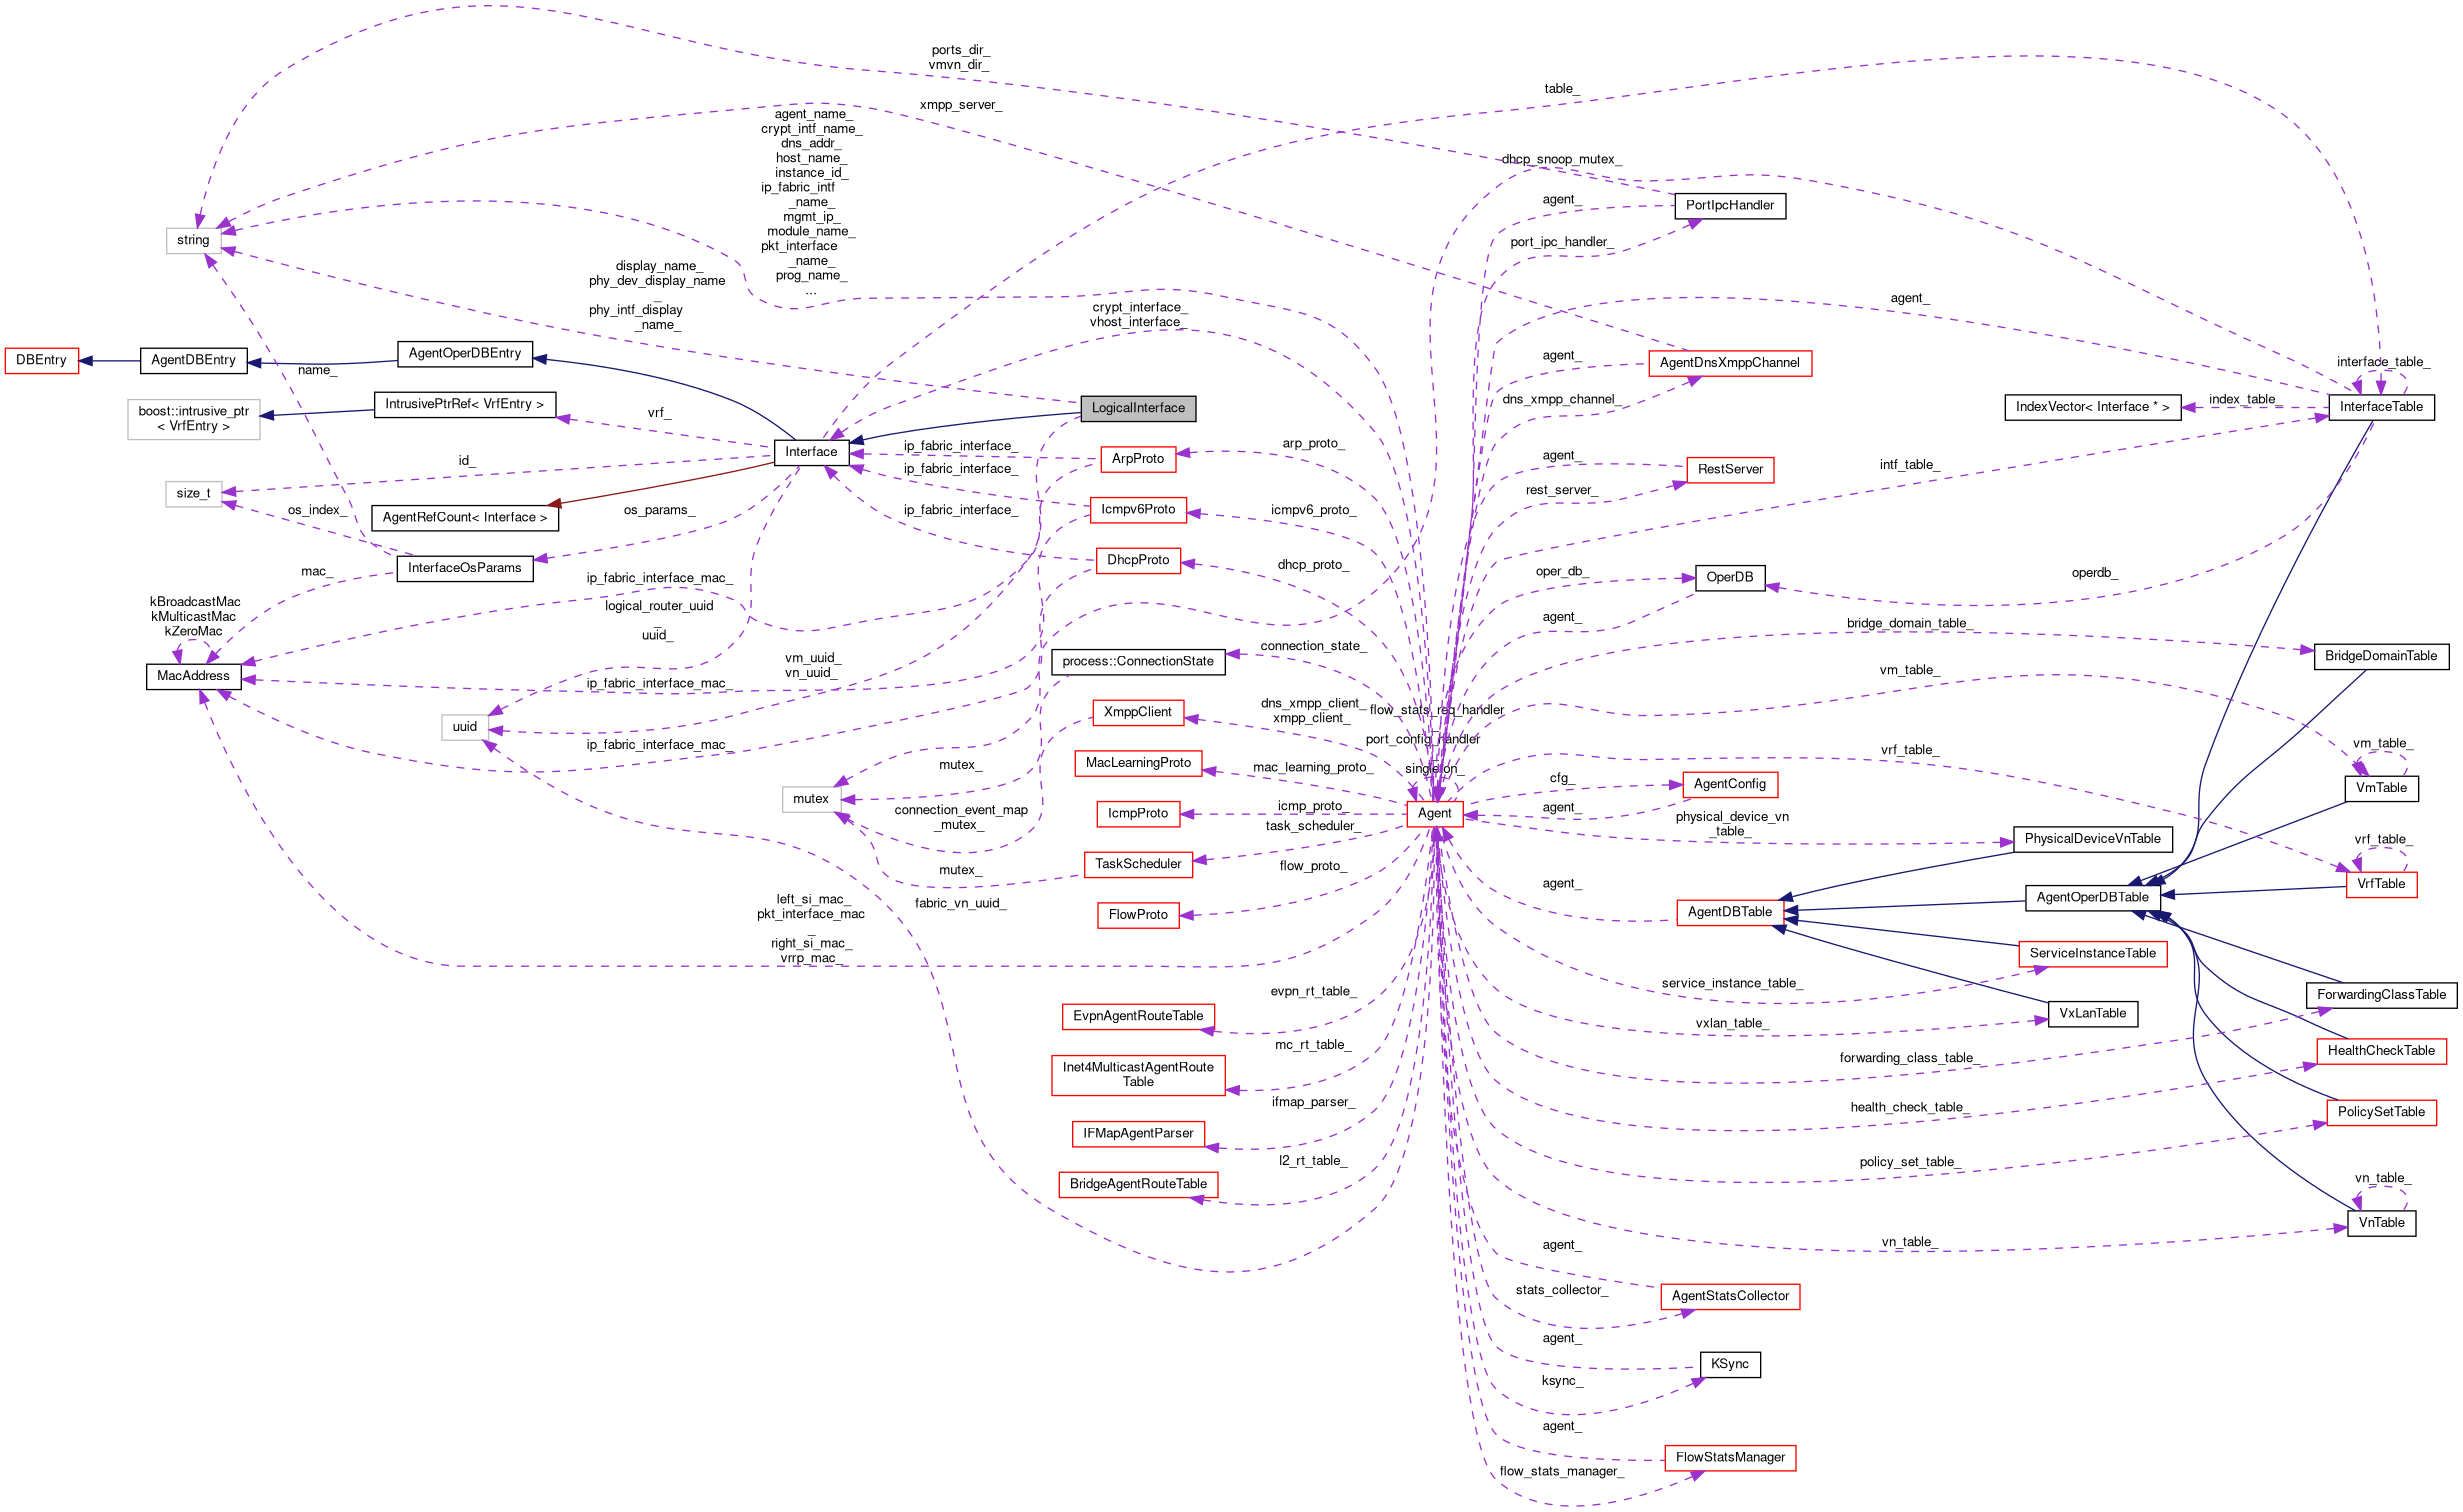 ports_dir_
vmvn_dir_
table_
xmpp_server_
agent_name_
crypt_intf_name_
dns_addr_
host_name_
instance_id_
ip_fabric_intf
_name_
mgmt_ip_
module_name_
pkt_interface
_name_
prog_name_
...
dhcp_snoop_mutex_
agent_
PortIpcHandler
port_ipc_handler_
string
display_name_
phy_dev_display_name
_
phy_intf_display
_name_
crypt_interface_
vhost_interface_
agent_
DBEntry
AgentDBEntry
AgentOperDBEntry
name_
agent_
AgentDnsXmppChannel
interface_table_
boost::intrusive_ptr
< VrfEntry >
IntrusivePtrRef< VrfEntry >
vrf_
LogicalInterface
dns_xmpp_channel_
IndexVector< Interface * >
index_table_
InterfaceTable
Interface
ip_fabric_interface_
ArpProto
arp_proto_
agent_
RestServer
intf_table_
id_
size_t
ip_fabric_interface_
rest_server_
os_index_
AgentRefCount< Interface >
os_params_
ip_fabric_interface_
Icmpv6Proto
icmpv6_proto_
InterfaceOsParams
mac_
DhcpProto
dhcp_proto_
oper_db_
OperDB
operdb_
ip_fabric_interface_mac_
kBroadcastMac
kMulticastMac
kZeroMac
logical_router_uuid
_
uuid_
agent_
bridge_domain_table_
MacAddress
vm_uuid_
vn_uuid_
process::ConnectionState
connection_state_
BridgeDomainTable
vm_table_
ip_fabric_interface_mac_
uuid
XmppClient
dns_xmpp_client_
xmpp_client_
flow_stats_req_handler
_
port_config_handler
_
singleton_
ip_fabric_interface_mac_
mutex_
MacLearningProto
mac_learning_proto_
vrf_table_
vm_table_
cfg_
AgentConfig
VmTable
mutex
connection_event_map
_mutex_
IcmpProto
icmp_proto_
Agent
agent_
physical_device_vn
_table_
task_scheduler_
PhysicalDeviceVnTable
vrf_table_
mutex_
TaskScheduler
flow_proto_
VrfTable
left_si_mac_
pkt_interface_mac
_
right_si_mac_
vrrp_mac_
fabric_vn_uuid_
FlowProto
agent_
AgentDBTable
AgentOperDBTable
ServiceInstanceTable
service_instance_table_
ForwardingClassTable
EvpnAgentRouteTable
evpn_rt_table_
vxlan_table_
VxLanTable
Inet4MulticastAgentRoute
Table
mc_rt_table_
forwarding_class_table_
HealthCheckTable
IFMapAgentParser
ifmap_parser_
health_check_table_
PolicySetTable
BridgeAgentRouteTable
l2_rt_table_
policy_set_table_
vn_table_
VnTable
vn_table_
agent_
stats_collector_
AgentStatsCollector
agent_
KSync
ksync_
agent_
FlowStatsManager
flow_stats_manager_